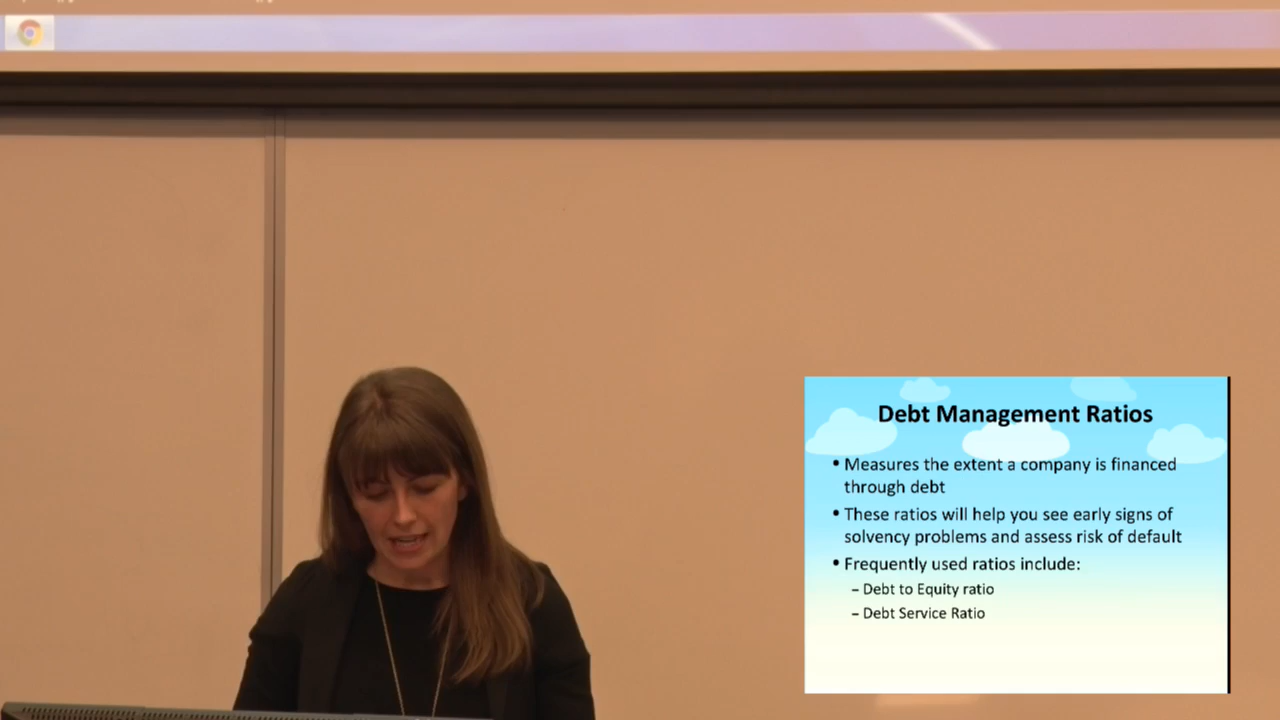 Debt Management Ratios
• Measures the extent a company is financed
through debt
• These ratios will help you see early signs of
solvency problems and assess risk of default
• Frequently used ratios include:
– Debt to Equity ratio
– Debt Service Ratio